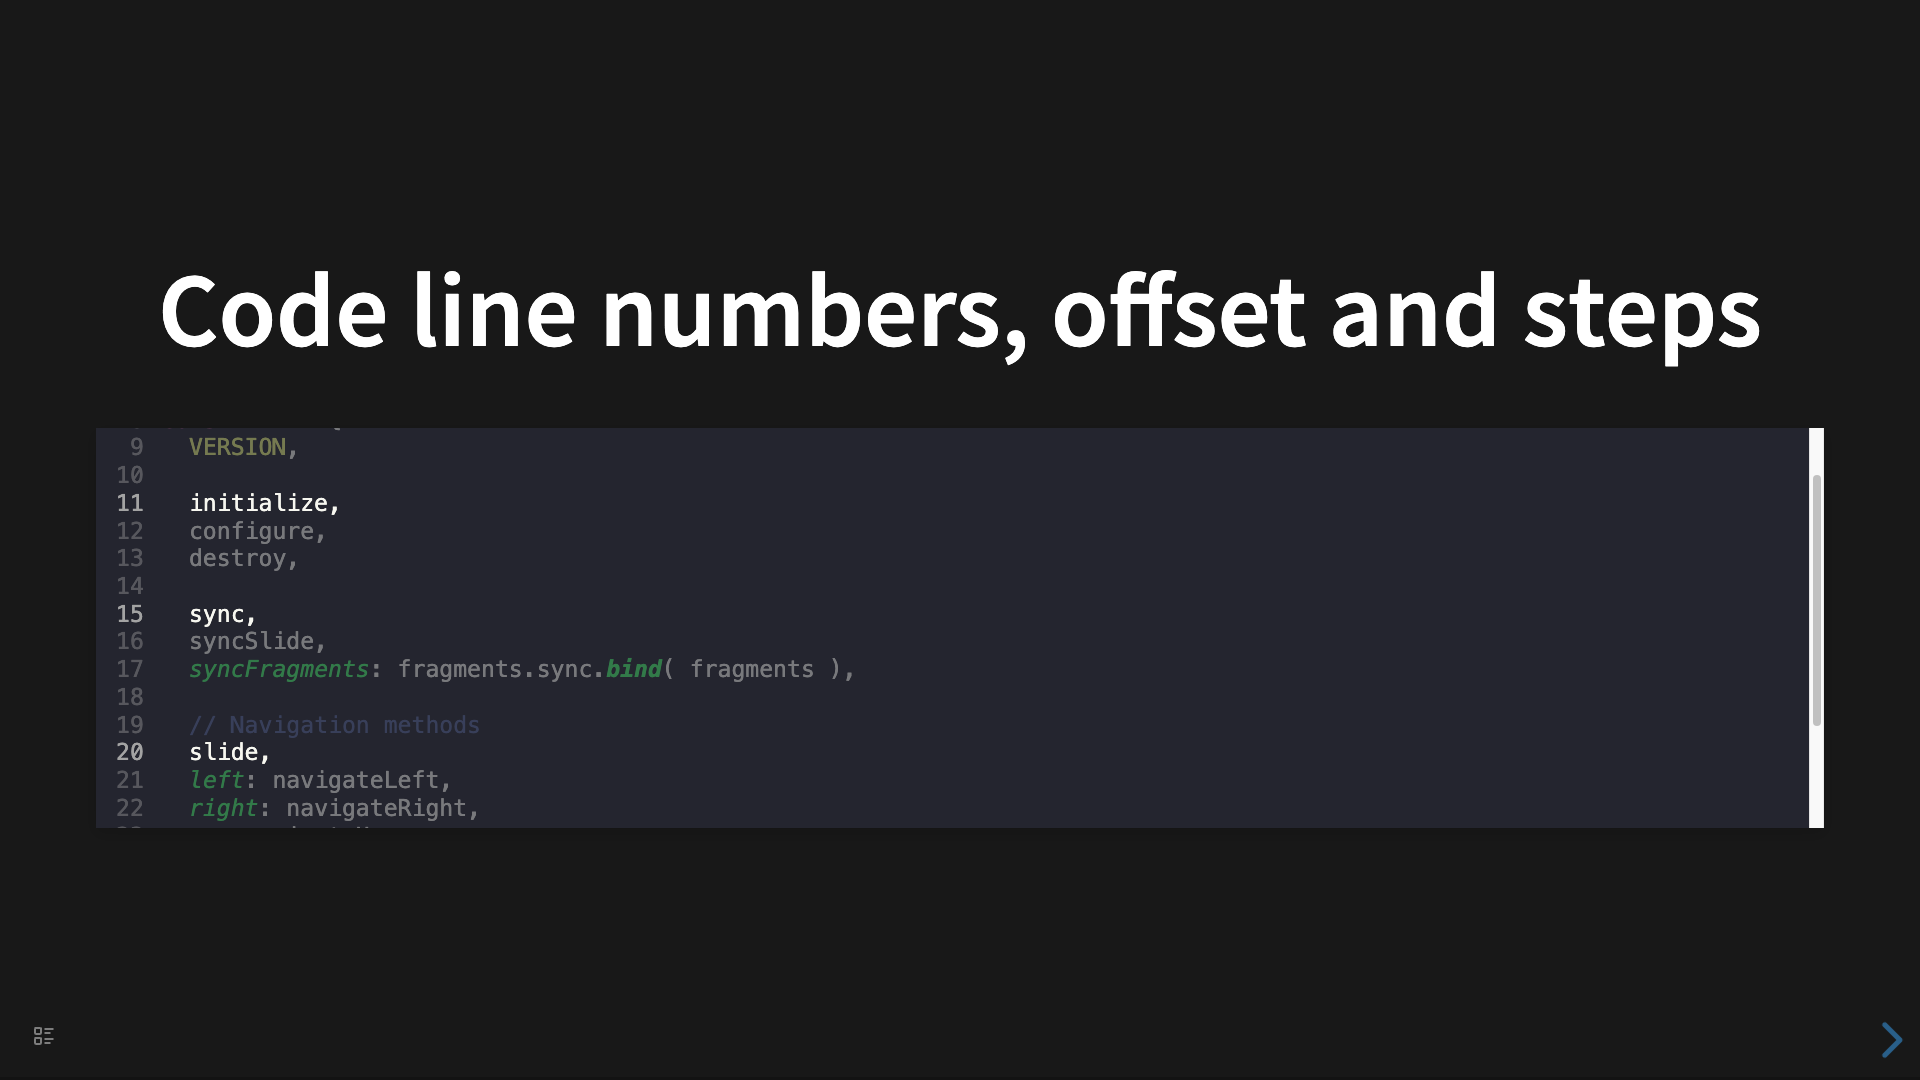 Code line numbers, offset and steps
9 VERSION,
10
11 initialize,
12 configure,
13 destroy,
14
15 sync,
16 syncSlide,
17 syncFragments: fragments.sync.bind( fragments ),
18
19 // Navigation methods
20 slide,
21 left: navigateLeft,
22 right: navigateRight,